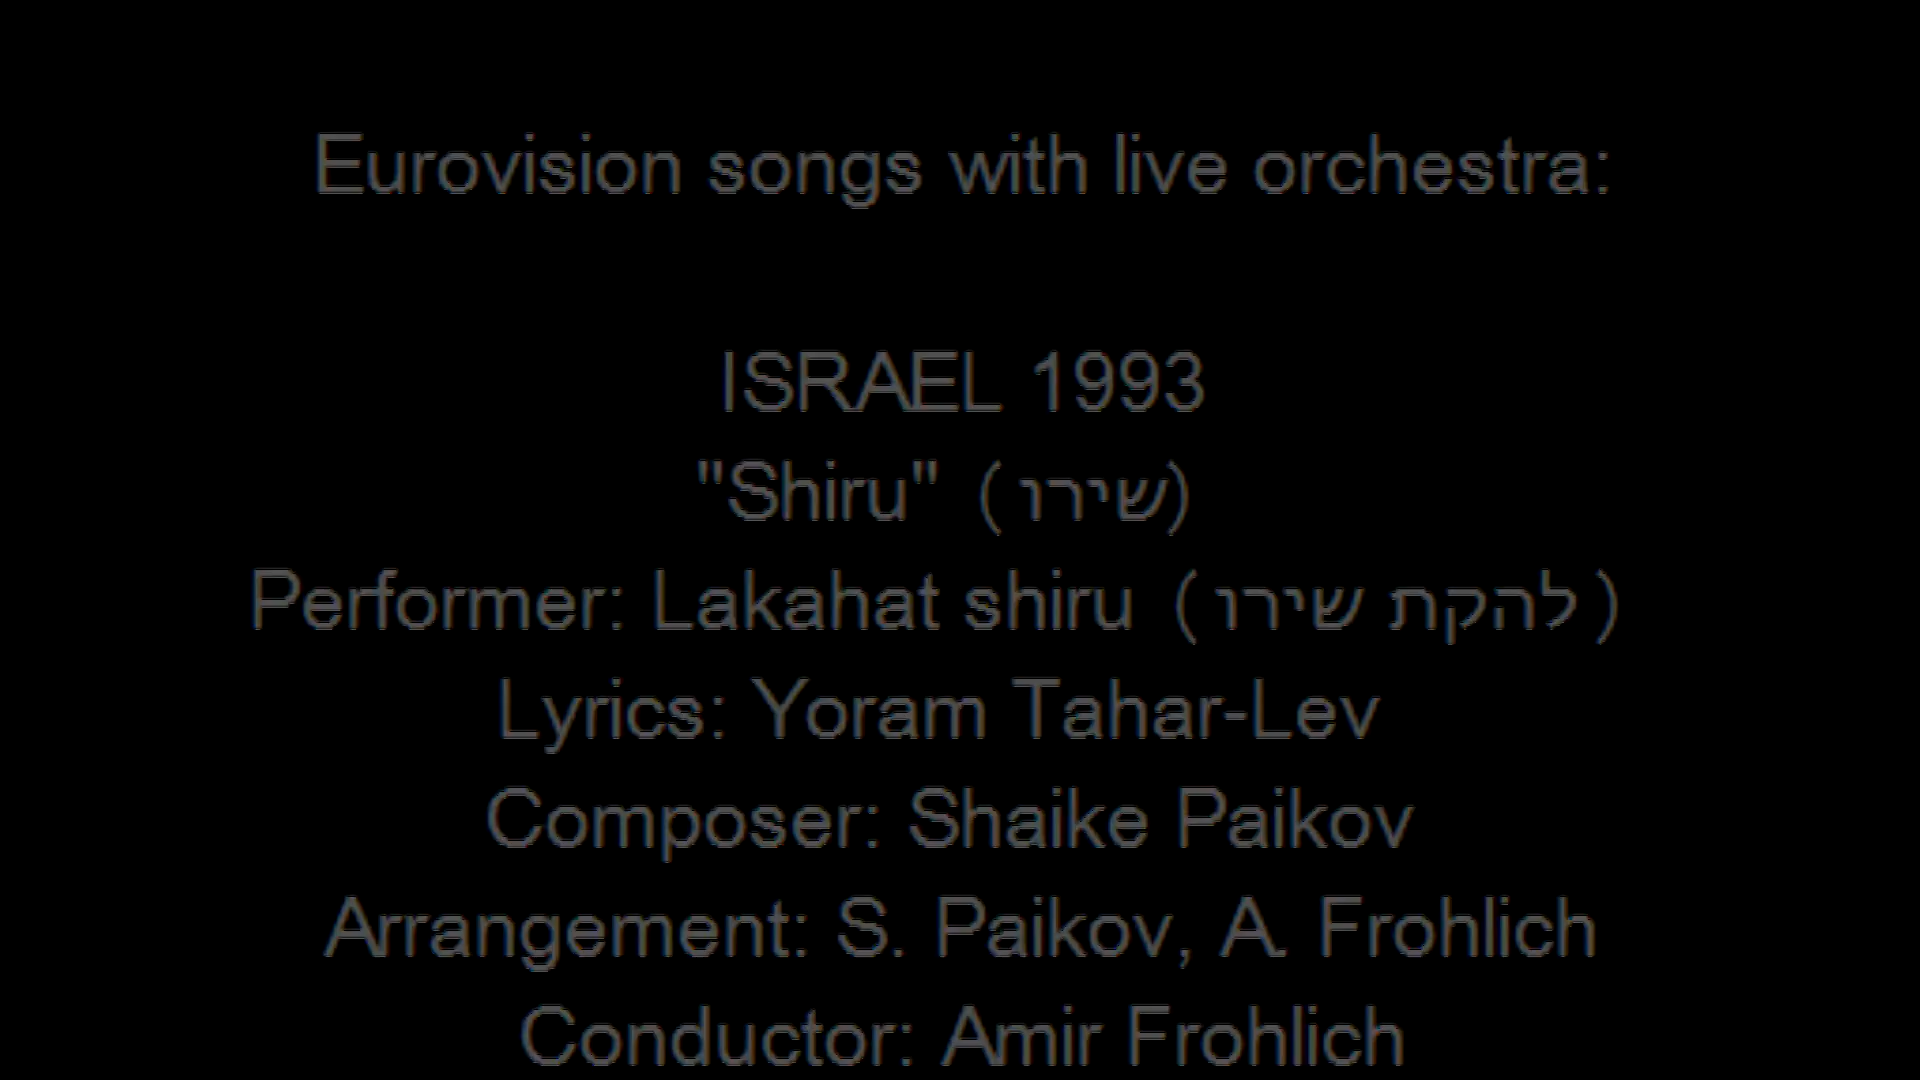 Eurovision songs with live orchestra:
ISRAEL 1993
"Shiru" (שירו)
Performer: Lakahat shiru (להקת שירו)
Lyrics: Yoram Tahar-Lev
Composer: Shaike Paikov
Arrangement: S. Paikov, A. Frohlich
Conductor: Amir Frohlich